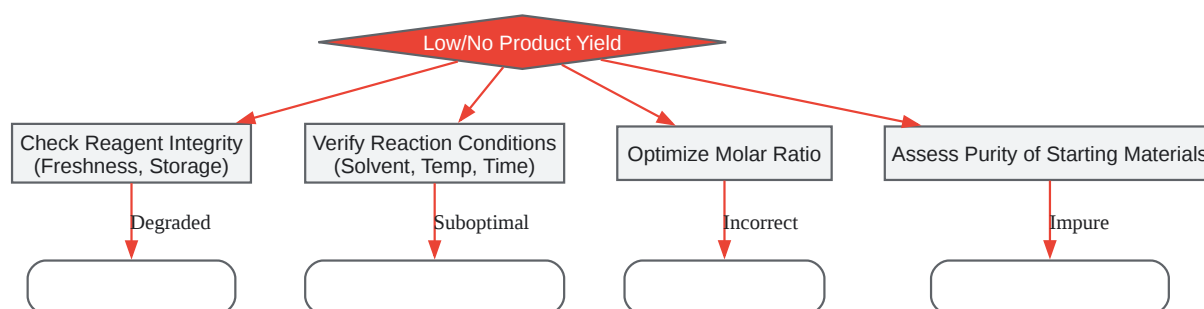 Low/No Product Yield
Check Reagent Integrity
(Freshness, Storage)
Verify Reaction Conditions
(Solvent, Temp, Time)
Optimize Molar Ratio
Assess Purity of Starting Materials
Degraded
Suboptimal
Incorrect
Impure